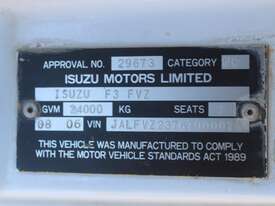 APPROVAL NO. 29673 CATEGORY
ISUZU MOTORS LIMITED
ISUZU F3 FVZ
GVM 24000 KG SEATS
08 06 VIN
THIS VEHICLE WAS MANUFACTURED TO COMPLY
WITH THE MOTOR VEHICLE STANDARDS ACT 1989